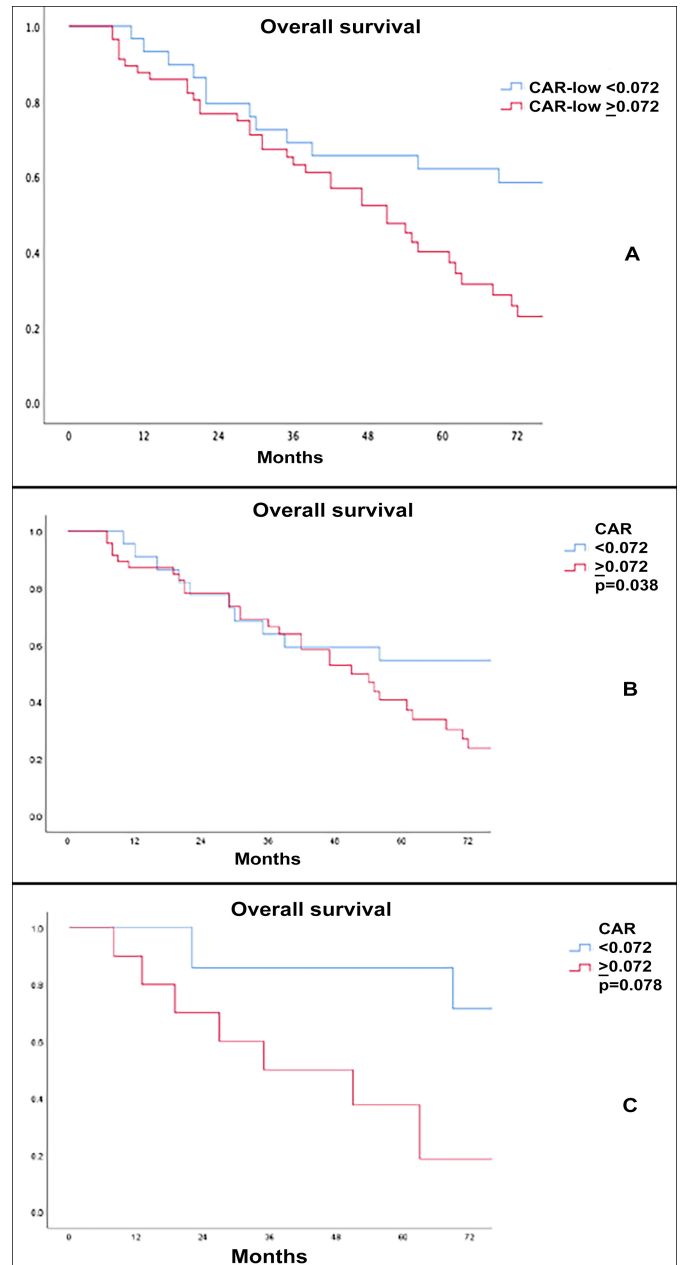 Overall survival
1.0
CAR-low <0.072
CAR-low ≥0.072
0.8
0.6
0.4
A
0.2
0.0
0 12 24 36 48 60 72
Months
Overall survival
CAR
<0.072
≥0.072
p=0.038
1.0
0.8
0.6
B
0.4
0.2
0.0
0 12 24 36 48 60 72
Months
Overall survival
CAR
<0.072
≥0.072
p=0.078
1.0
0.8
0.6
0.4
C
0.2
0.0
0 12 24 36 48 60 72
Months